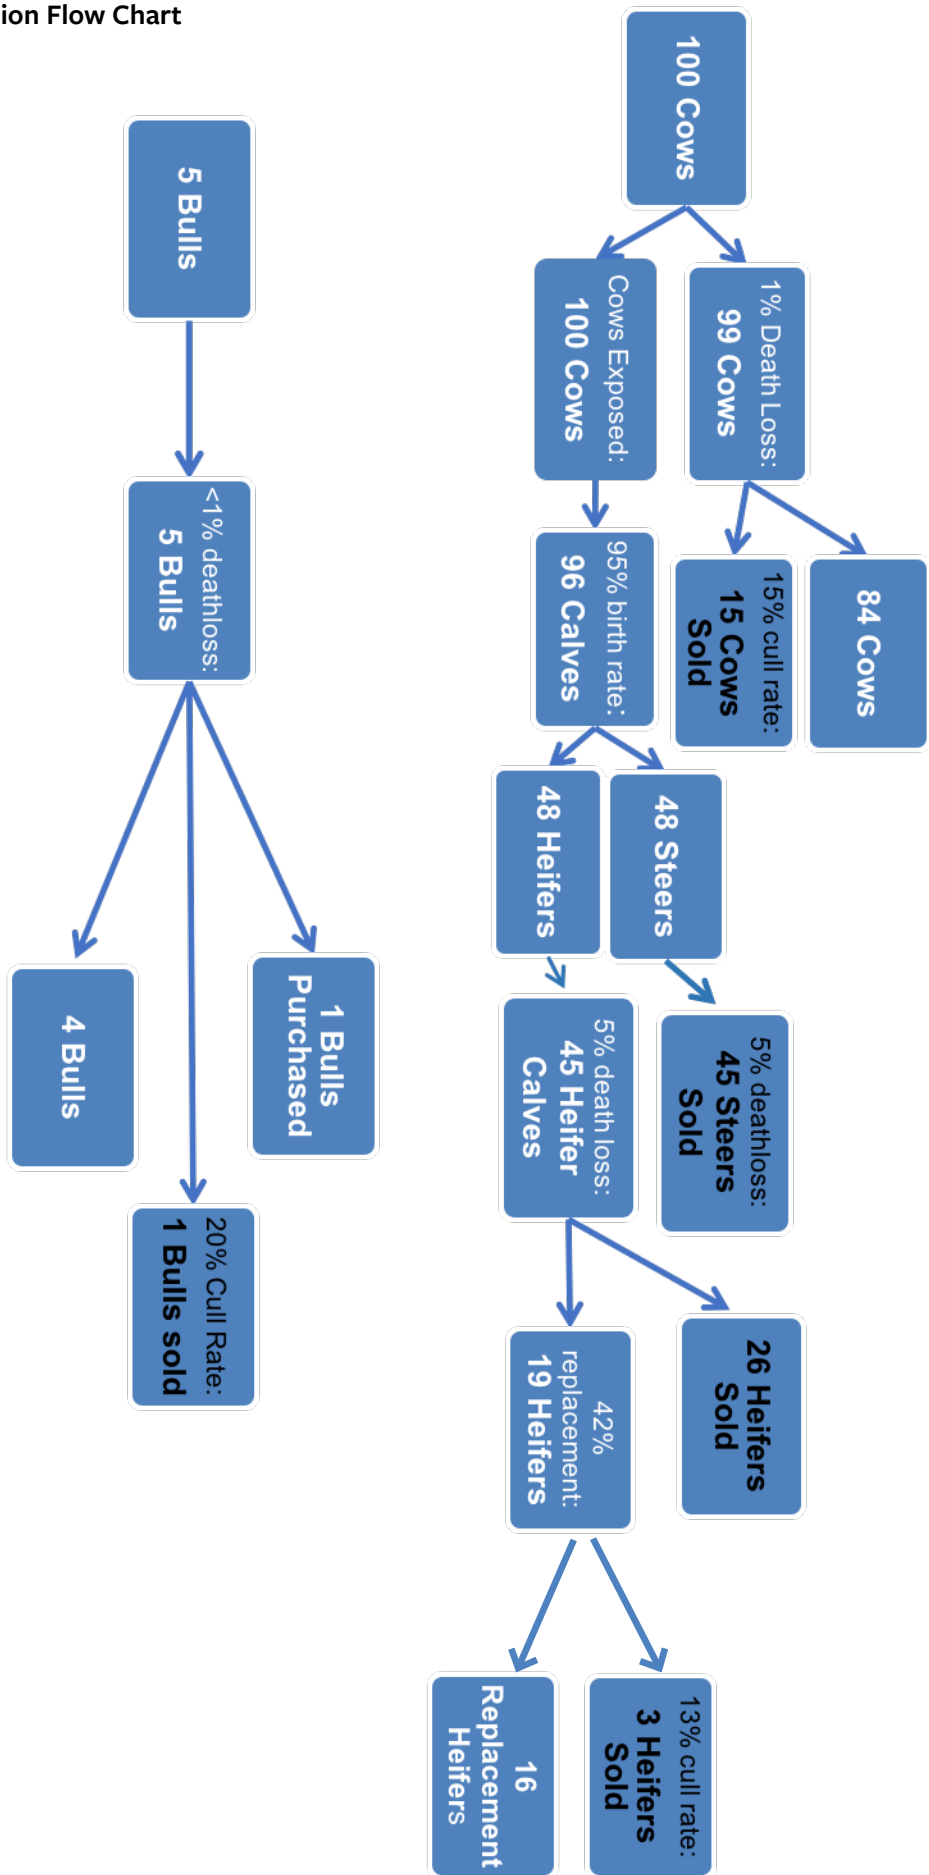 ion Flow Chart
100 Cows
1% Death Loss:
99 Cows
84 Cows
15% cull rate:
15 Cows
Sold
Cows Exposed:
100 Cows
95% birth rate:
96 Calves
48 Steers
5% deathloss:
45 Steers
Sold
48 Heifers
5% death loss:
45 Heifer
Calves
26 Heifers
Sold
42%
replacement:
19 Heifers
13% cull rate:
3 Heifers
Sold
16
Replacement
Heifers
5 Bulls
<1% deathloss:
5 Bulls
1 Bulls
Purchased
20% Cull Rate:
1 Bulls sold
4 Bulls